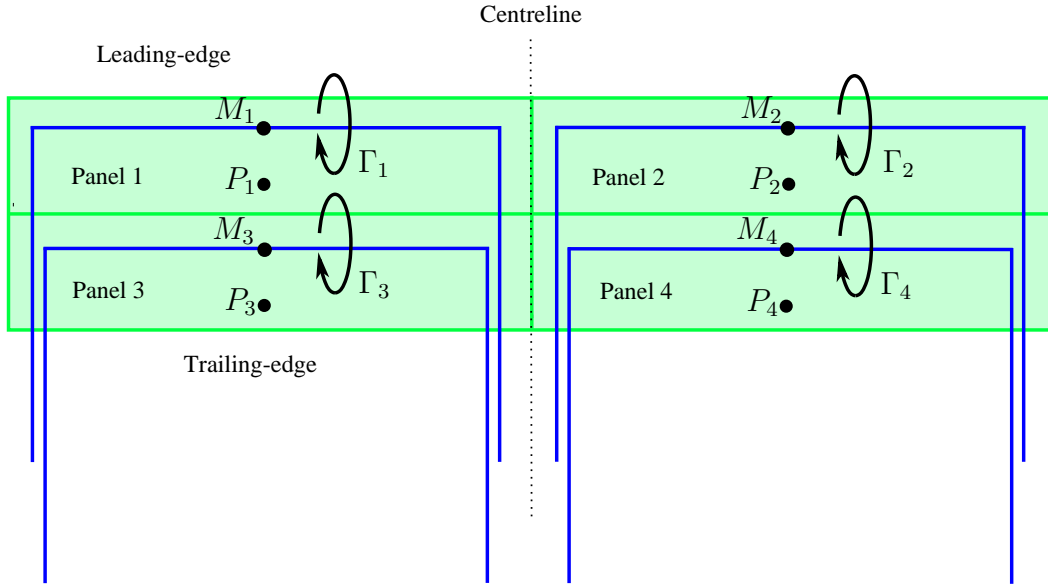 Centreline
Leading-edge
M₁ M₂
Panel 1 P₁ Γ₁ Panel 2 P₂ Γ₂
M₃ M₄
Panel 3 P₃ Γ₃ Panel 4 P₄ Γ₄
Trailing-edge